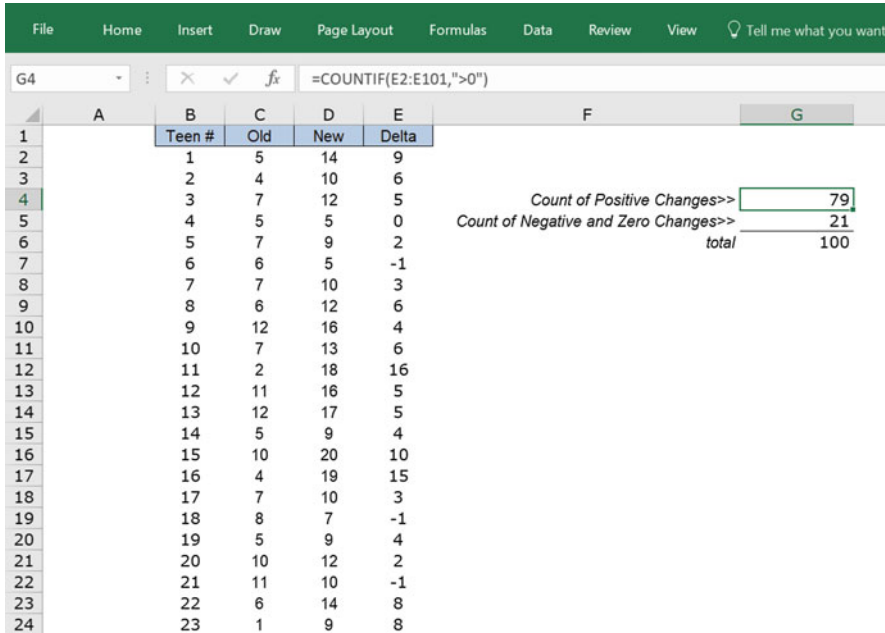 File Home Insert Draw Page Layout Formulas Data Review View Tell me what you want
G4 fx =COUNTIF(E2:E101,">0")
A B C D E F G
1 Teen # Old New Delta
2 1 5 14 9
3 2 4 10 6
4 3 7 12 5 Count of Positive Changes>> 79
5 4 5 5 0 Count of Negative and Zero Changes>> 21
6 5 7 9 2 total 100
7 6 6 5 -1
8 7 7 10 3
9 8 6 12 6
10 9 12 16 4
11 10 7 13 6
12 11 2 18 16
13 12 11 16 5
14 13 12 17 5
15 14 5 9 4
16 15 10 20 10
17 16 4 19 15
18 17 7 10 3
19 18 8 7 -1
20 19 5 9 4
21 20 10 12 2
22 21 11 10 -1
23 22 6 14 8
24 23 1 9 8